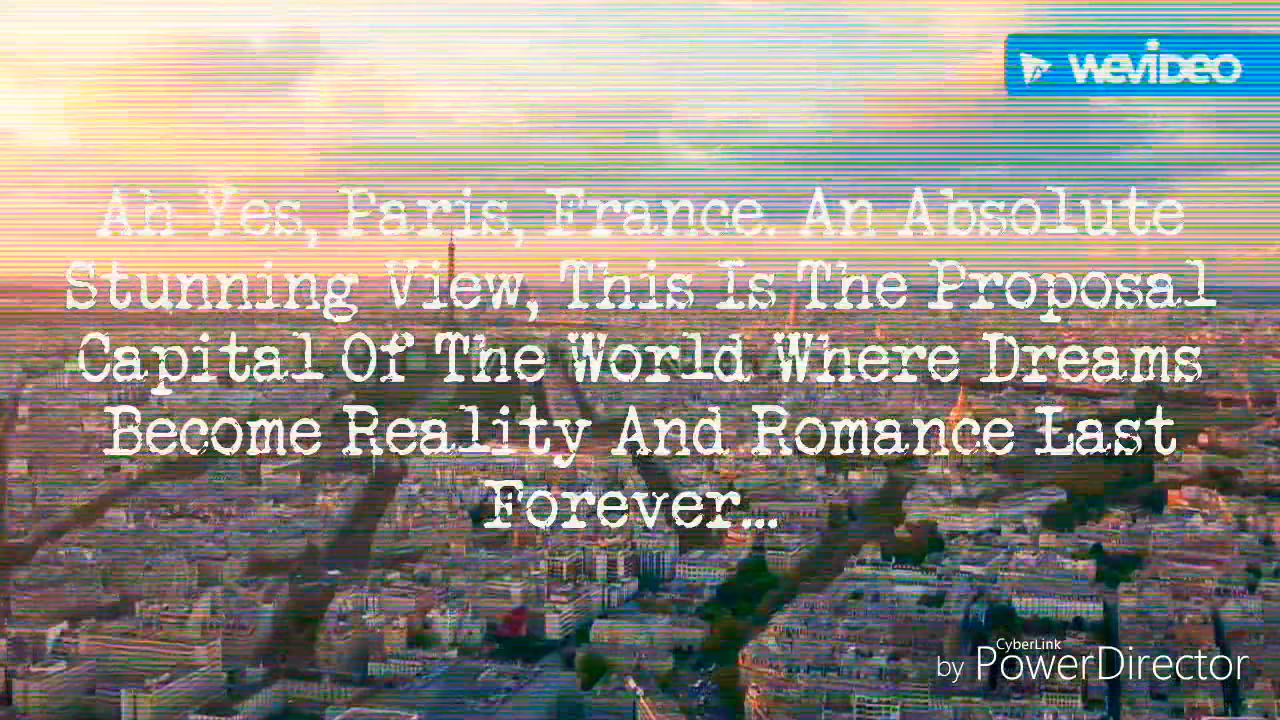 WEVIDEO
Ah Yes, Paris, France. An Absolute
Stunning View, This Is The Proposal
Capital Of The World Where Dreams
Become Reality And Romance Last
Forever...
CyberLink
by PowerDirector